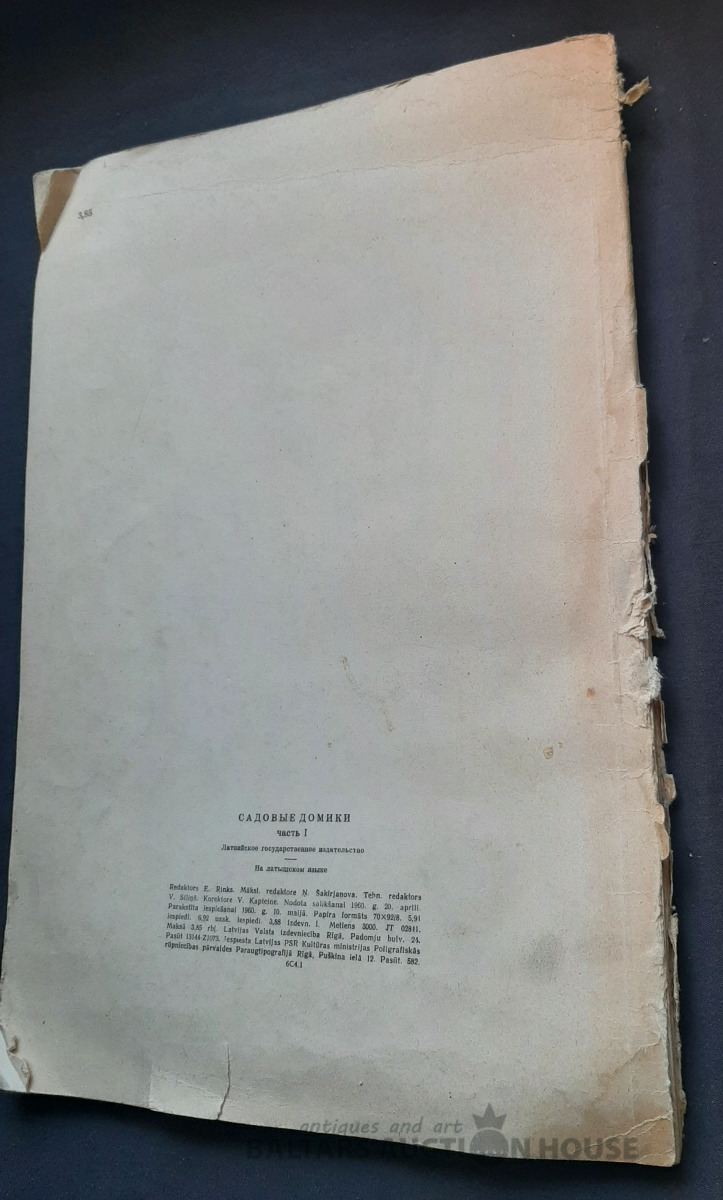 3,85
САДОВЫЕ ДОМИКИ
часть I
Латвийское государственное издательство
На латышском языке
Redaktors E. Rinks. Māksl. redaktore Ņ. Šakirjanova. Tehn. redaktors
V. Siliņš. Korektore V. Kapteine. Nodota salikšanai 1960. g. 20. aprīlī.
Parakstīta iespiešanai 1960. g. 10. maijā. Papīra formāts 70×92/8. 5,91
iespiedl. 6,92 uzsk. iespiedl. 3,88 izdevn. l. Metiens 3000. JT 02841.
Maksā 3,85 rbļ. Latvijas Valsts izdevniecība Rīgā, Padomju bulv. 24.
Pasūt. 13544-Z1073. Iespiesta Latvijas PSR Kultūras ministrijas Poligrafiskās
rūpniecības pārvaldes Paraugtipogrāfijā Rīgā, Puškina ielā 12. Pasūt. 582.
6C4.1
antiques and art
BALTARS AUCTION HOUSE